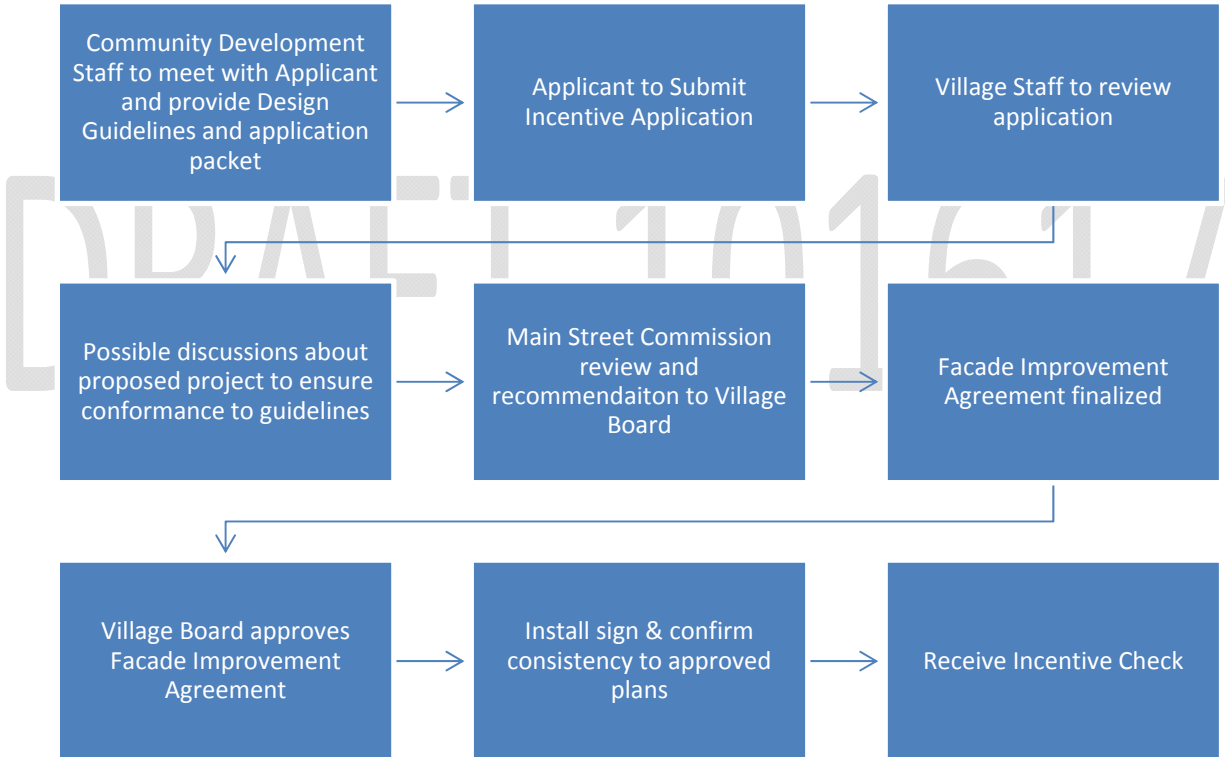 Community Development
Staff to meet with Applicant
and provide Design
Guidelines and application
packet
Applicant to Submit
Incentive Application
Village Staff to review
application
Possible discussions about
proposed project to ensure
conformance to guidelines
Main Street Commission
review and
recommendaiton to Village
Board
Facade Improvement
Agreement finalized
Village Board approves
Facade Improvement
Agreement
Install sign & confirm
consistency to approved
plans
Receive Incentive Check